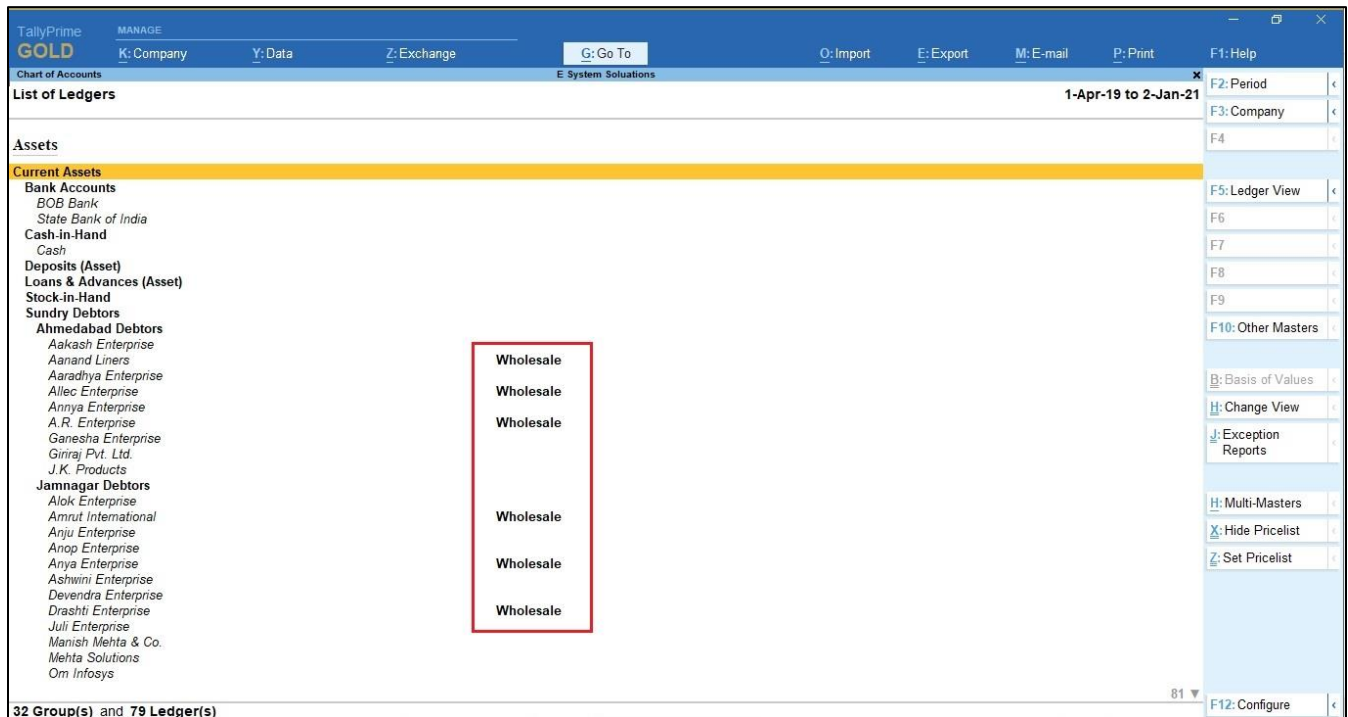 TallyPrime MANAGE
GOLD K: Company Y: Data Z: Exchange G: Go To O: Import E: Export M: E-mail P: Print F1: Help
Chart of Accounts E System Soluations
List of Ledgers 1-Apr-19 to 2-Jan-21
Assets
Current Assets
Bank Accounts
BOB Bank
State Bank of India
Cash-in-Hand
Cash
Deposits (Asset)
Loans & Advances (Asset)
Stock-in-Hand
Sundry Debtors
Ahmedabad Debtors
Aakash Enterprise
Aanand Liners Wholesale
Aaradhya Enterprise
Allec Enterprise Wholesale
Annya Enterprise
A.R. Enterprise Wholesale
Ganesha Enterprise
Giriraj Pvt. Ltd.
J.K. Products
Jamnagar Debtors
Alok Enterprise
Amrut International Wholesale
Anju Enterprise
Anop Enterprise
Anya Enterprise Wholesale
Ashwini Enterprise
Devendra Enterprise
Drashti Enterprise Wholesale
Juli Enterprise
Manish Mehta & Co.
Mehta Solutions
Om Infosys
81
32 Group(s) and 79 Ledger(s)
F2: Period
F3: Company
F4
F5: Ledger View
F6
F7
F8
F9
F10: Other Masters
B: Basis of Values
H: Change View
J: Exception
Reports
H: Multi-Masters
X: Hide Pricelist
Z: Set Pricelist
F12: Configure